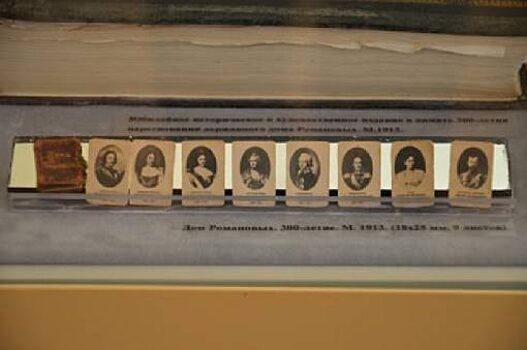 Юбилейное историческое и художественное издание в память 300-летия
царствования державного дома Романовых. М.1913.
Дом Романовых. 300-летие. М. 1913. (18х25 мм, 9 листов)